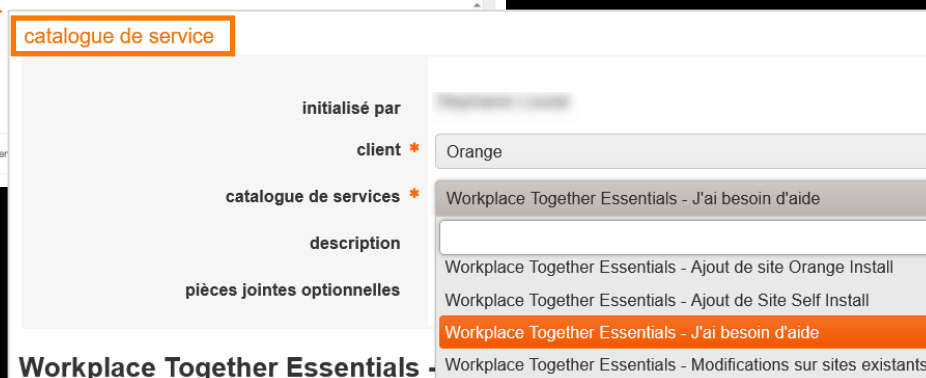 catalogue de service
initialisé par
client * Orange
catalogue de services * Workplace Together Essentials - J'ai besoin d'aide
description
Workplace Together Essentials - Ajout de site Orange Install
pièces jointes optionnelles
Workplace Together Essentials - Ajout de Site Self Install
Workplace Together Essentials - J'ai besoin d'aide
Workplace Together Essentials - Modifications sur sites existants
Workplace Together Essentials -